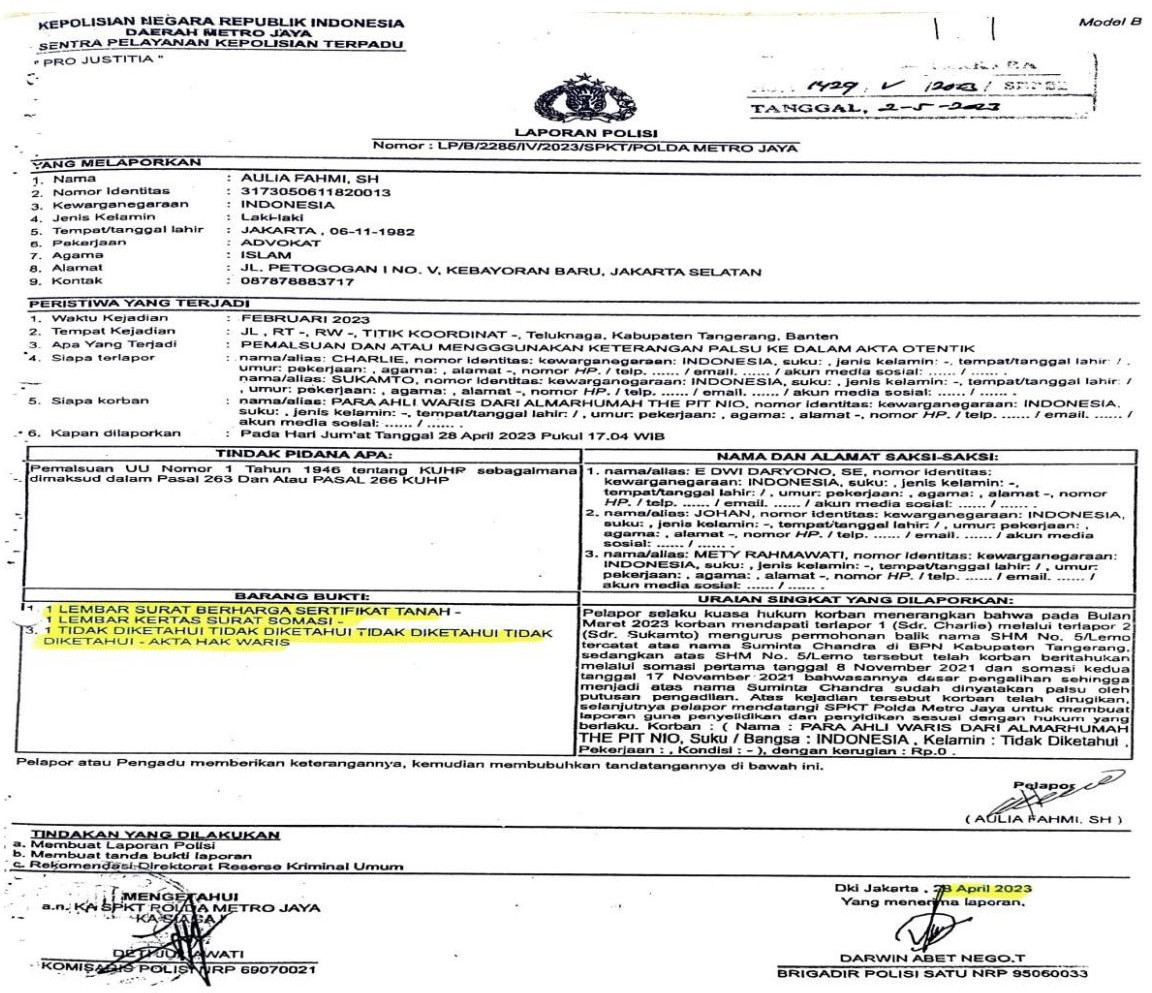 KEPOLISIAN NEGARA REPUBLIK INDONESIA
DAERAH METRO JAYA
SENTRA PELAYANAN KEPOLISIAN TERPADU
" PRO JUSTITIA "
Model B
1429 / V / 2023 /
TANGGAL, 2-5-2023
LAPORAN POLISI
Nomor : LP/B/2285/IV/2023/SPKT/POLDA METRO JAYA
YANG MELAPORKAN
1. Nama : AULIA FAHMI, SH
2. Nomor Identitas : 3173050611820013
3. Kewarganegaraan : INDONESIA
4. Jenis Kelamin : Laki-laki
5. Tempat/tanggal lahir : JAKARTA , 06-11-1982
6. Pekerjaan : ADVOKAT
7. Agama : ISLAM
8. Alamat : JL. PETOGOGAN I NO. V, KEBAYORAN BARU, JAKARTA SELATAN
9. Kontak : 087878883717
PERISTIWA YANG TERJADI
1. Waktu Kejadian : FEBRUARI 2023
2. Tempat Kejadian : JL , RT -, RW -, TITIK KOORDINAT -, Teluknaga, Kabupaten Tangerang, Banten
3. Apa Yang Terjadi : PEMALSUAN DAN ATAU MENGGGUNAKAN KETERANGAN PALSU KE DALAM AKTA OTENTIK
4. Siapa terlapor : nama/alias: CHARLIE, nomor identitas: kewarganegaraan: INDONESIA, suku: , jenis kelamin: -, tempat/tanggal lahir: / ,
umur: pekerjaan: , agama: , alamat -, nomor HP. / telp. ...... / email. ...... / akun media sosial: ...... / ...... .
nama/alias: SUKAMTO, nomor identitas: kewarganegaraan: INDONESIA, suku: , jenis kelamin: -, tempat/tanggal lahir: /
, umur: pekerjaan: , agama: , alamat -, nomor HP. / telp. ...... / email. ...... / akun media sosial: ...... / ...... .
5. Siapa korban : nama/alias: PARA AHLI WARIS DARI ALMARHUMAH THE PIT NIO, nomor identitas: kewarganegaraan: INDONESIA,
suku: , jenis kelamin: -, tempat/tanggal lahir: / , umur: pekerjaan: , agama: , alamat -, nomor HP. / telp. ...... / email. ...... /
akun media sosial: ...... / ...... .
6. Kapan dilaporkan : Pada Hari Jum'at Tanggal 28 April 2023 Pukul 17.04 WIB
TINDAK PIDANA APA:
Pemalsuan UU Nomor 1 Tahun 1946 tentang KUHP sebagaimana
dimaksud dalam Pasal 263 Dan Atau PASAL 266 KUHP
NAMA DAN ALAMAT SAKSI-SAKSI:
1. nama/alias: E DWI DARYONO, SE, nomor identitas:
kewarganegaraan: INDONESIA, suku: , jenis kelamin: -,
tempat/tanggal lahir: / , umur: pekerjaan: , agama: , alamat -, nomor
HP. / telp. ...... / email. ...... / akun media sosial: ...... / ...... .
2. nama/alias: JOHAN, nomor identitas: kewarganegaraan: INDONESIA,
suku: , jenis kelamin: -, tempat/tanggal lahir: / , umur: pekerjaan: ,
agama: , alamat -, nomor HP. / telp. ...... / email. ...... / akun media
sosial: ...... / ...... .
3. nama/alias: METY RAHMAWATI, nomor identitas: kewarganegaraan:
INDONESIA, suku: , jenis kelamin: -, tempat/tanggal lahir: / , umur:
pekerjaan: , agama: , alamat -, nomor HP. / telp. ...... / email. ...... /
akun media sosial: ...... / ...... .
BARANG BUKTI:
1. 1 LEMBAR SURAT BERHARGA SERTIFIKAT TANAH -
1 LEMBAR KERTAS SURAT SOMASI -
3. 1 TIDAK DIKETAHUI TIDAK DIKETAHUI TIDAK DIKETAHUI TIDAK
DIKETAHUI - AKTA HAK WARIS
URAIAN SINGKAT YANG DILAPORKAN:
Pelapor selaku kuasa hukum korban menerangkan bahwa pada Bulan
Maret 2023 korban mendapati terlapor 1 (Sdr. Charlie) melalui terlapor 2
(Sdr. Sukamto) mengurus permohonan balik nama SHM No. 5/Lemo
tercatat atas nama Suminta Chandra di BPN Kabupaten Tangerang,
sedangkan atas SHM No. 5/Lemo tersebut telah korban beritahukan
melalui somasi pertama tanggal 8 November 2021 dan somasi kedua
tanggal 17 November 2021 bahwasannya dasar pengalihan sehingga
menjadi atas nama Suminta Chandra sudah dinyatakan palsu oleh
putusan pengadilan. Atas kejadian tersebut korban telah dirugikan,
selanjutnya pelapor mendatangi SPKT Polda Metro Jaya untuk membuat
laporan guna penyelidikan dan penyidikan sesuai dengan hukum yang
berlaku. Korban : ( Nama : PARA AHLI WARIS DARI ALMARHUMAH
THE PIT NIO, Suku / Bangsa : INDONESIA , Kelamin : Tidak Diketahui ,
Pekerjaan : , Kondisi : - ), dengan kerugian : Rp.0 .
Pelapor atau Pengadu memberikan keterangannya, kemudian membubuhkan tandatangannya di bawah ini.
Pelapor
( AULIA FAHMI, SH )
TINDAKAN YANG DILAKUKAN
a. Membuat Laporan Polisi
b. Membuat tanda bukti laporan
c. Rekomendasi Direktorat Reserse Kriminal Umum
MENGETAHUI
a.n. KA SPKT POLDA METRO JAYA
KA SIAGA I
KOMISARIS POLISI NRP 69070021
Dki Jakarta , 28 April 2023
Yang menerima laporan,
DARWIN ABET NEGO.T
BRIGADIR POLISI SATU NRP 95060033